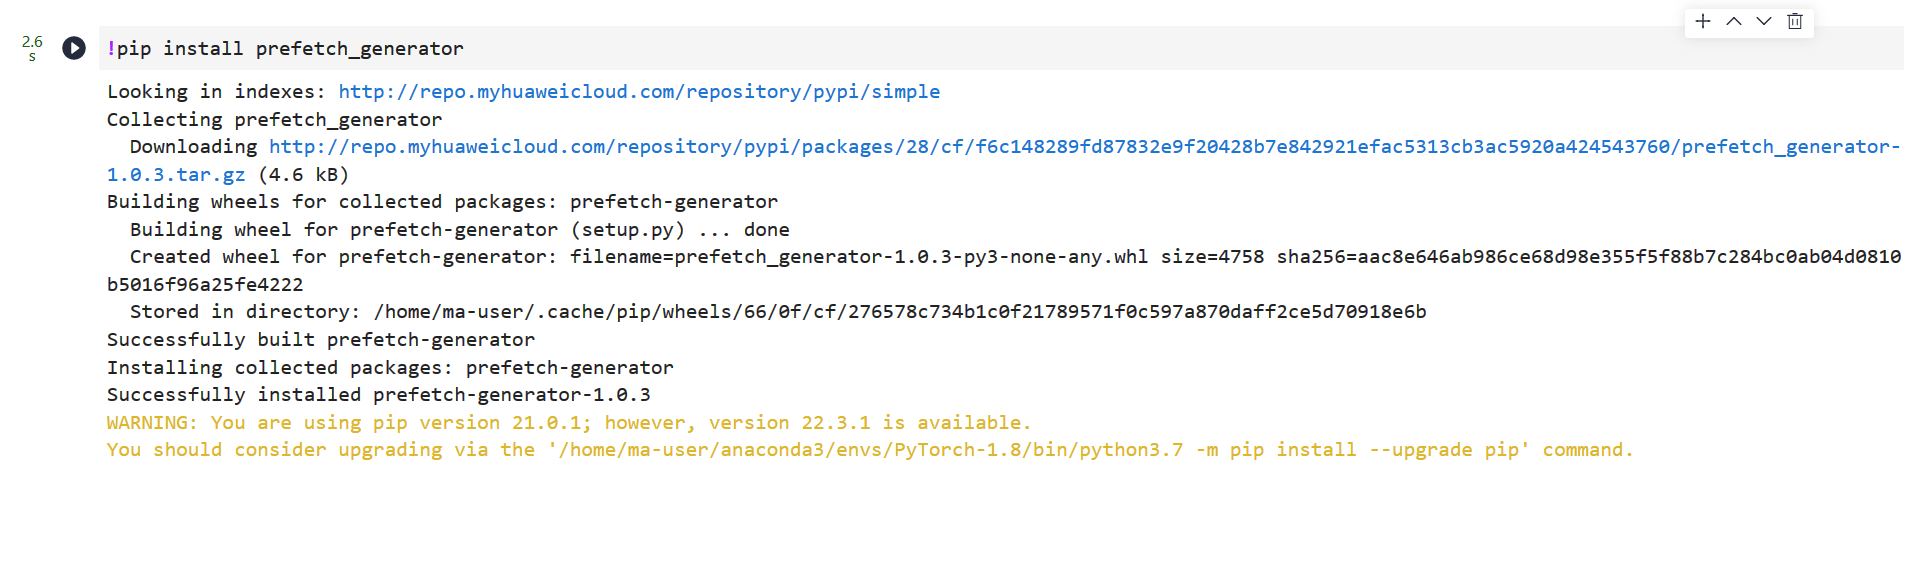 2.6
s
!pip install prefetch_generator
Looking in indexes: http://repo.myhuaweicloud.com/repository/pypi/simple
Collecting prefetch_generator
  Downloading http://repo.myhuaweicloud.com/repository/pypi/packages/28/cf/f6c148289fd87832e9f20428b7e842921efac5313cb3ac5920a424543760/prefetch_generator-
1.0.3.tar.gz (4.6 kB)
Building wheels for collected packages: prefetch-generator
  Building wheel for prefetch-generator (setup.py) ... done
  Created wheel for prefetch-generator: filename=prefetch_generator-1.0.3-py3-none-any.whl size=4758 sha256=aac8e646ab986ce68d98e355f5f88b7c284bc0ab04d0810
b5016f96a25fe4222
  Stored in directory: /home/ma-user/.cache/pip/wheels/66/0f/cf/276578c734b1c0f21789571f0c597a870daff2ce5d70918e6b
Successfully built prefetch-generator
Installing collected packages: prefetch-generator
Successfully installed prefetch-generator-1.0.3
WARNING: You are using pip version 21.0.1; however, version 22.3.1 is available.
You should consider upgrading via the '/home/ma-user/anaconda3/envs/PyTorch-1.8/bin/python3.7 -m pip install --upgrade pip' command.